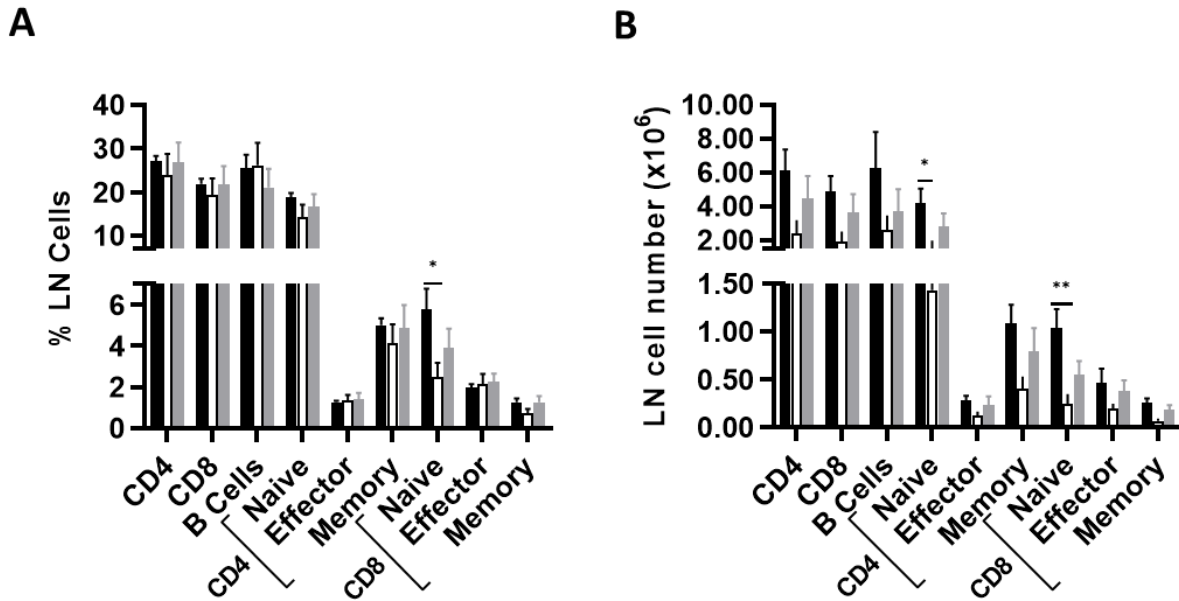 A
% LN Cells
40
30
20
10
6
4
2
0
*
CD4
CD8
B Cells
Naive
Effector
Memory
Naive
Effector
Memory
CD4
CD8
B
LN cell number (x10⁶)
10.00
8.00
6.00
4.00
2.00
1.50
1.00
0.50
0.00
*
**
CD4
CD8
B Cells
Naive
Effector
Memory
Naive
Effector
Memory
CD4
CD8